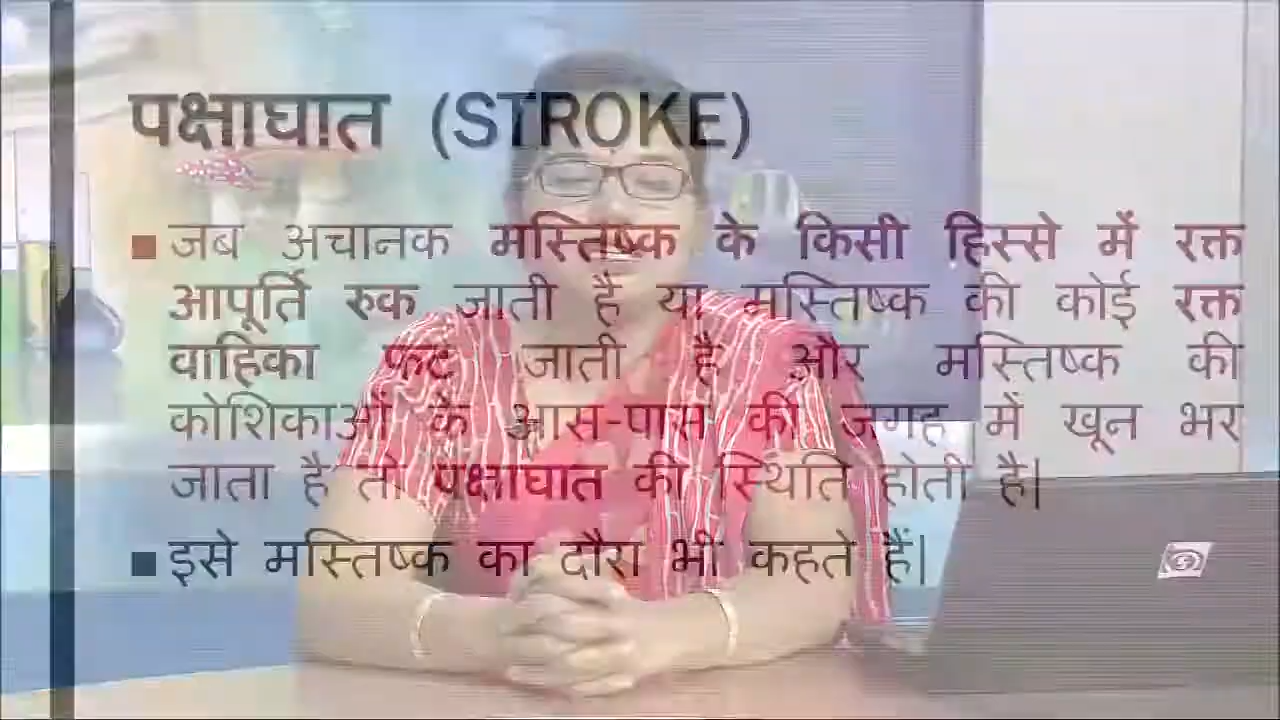 पक्षाघात (STROKE)
■ जब अचानक मस्तिष्क के किसी हिस्से में रक्त
आपूर्ति रुक जाती है या मस्तिष्क की कोई रक्त
वाहिका फट जाती है और मस्तिष्क की
कोशिकाओं के आस-पास की जगह में खून भर
जाता है तो पक्षाघात की स्थिति होती है|
■ इसे मस्तिष्क का दौरा भी कहते हैं|